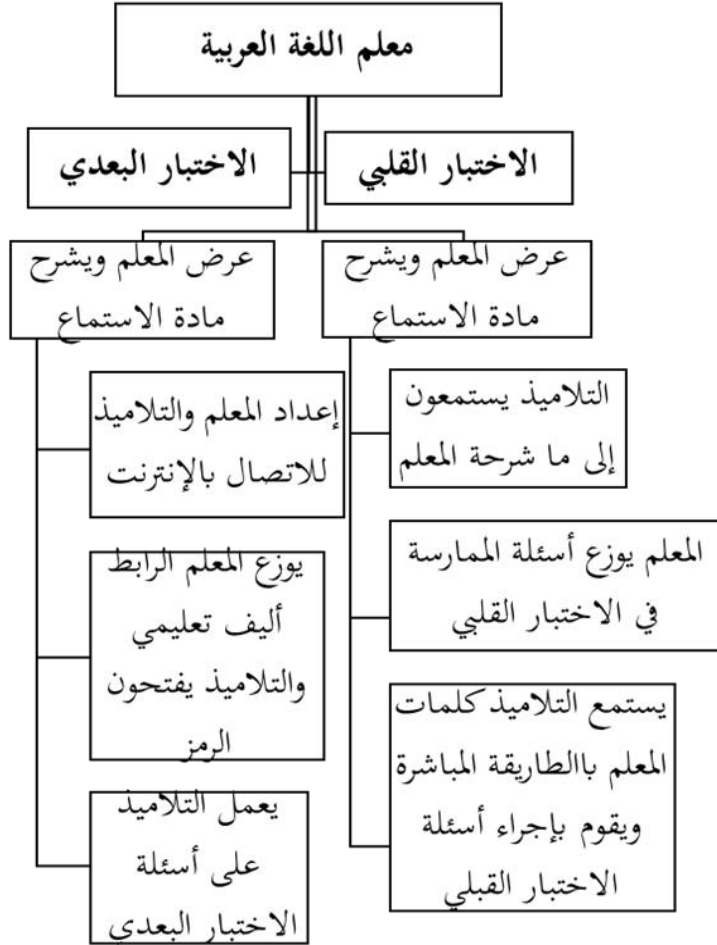 معلم اللغة العربية
الاختبار القلبي
الاختبار البعدي
عرض المعلم ويشرح
مادة الاستماع
التلاميذ يستمعون
إلى ما شرحة المعلم
المعلم يوزع أسئلة الممارسة
في الاختبار القلبي
يستمع التلاميذ كلمات
المعلم باالطاريقة المباشرة
ويقوم بإجراء أسئلة
الاختبار القبلي
عرض المعلم ويشرح
مادة الاستماع
إعداد المعلم والتلاميذ
للاتصال بالإنترنت
يوزع المعلم الرابط
أليف تعليمي
والتلاميذ يفتحون
الرمز
يعمل التلاميذ
على أسئلة
الاختبار البعدي